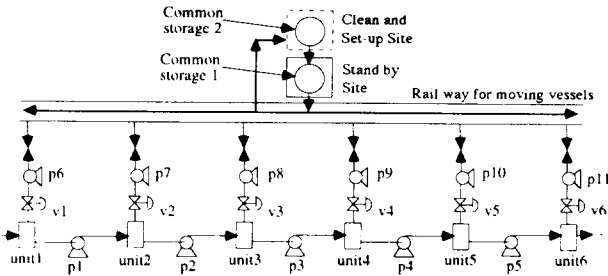 Common
storage 2
Clean and
Set-up Site
Common
storage 1
Stand by
Site
Rail way for moving vessels
p6 p7 p8 p9 p10 p11
v1 v2 v3 v4 v5 v6
unit1 p1 unit2 p2 unit3 p3 unit4 p4 unit5 p5 unit6